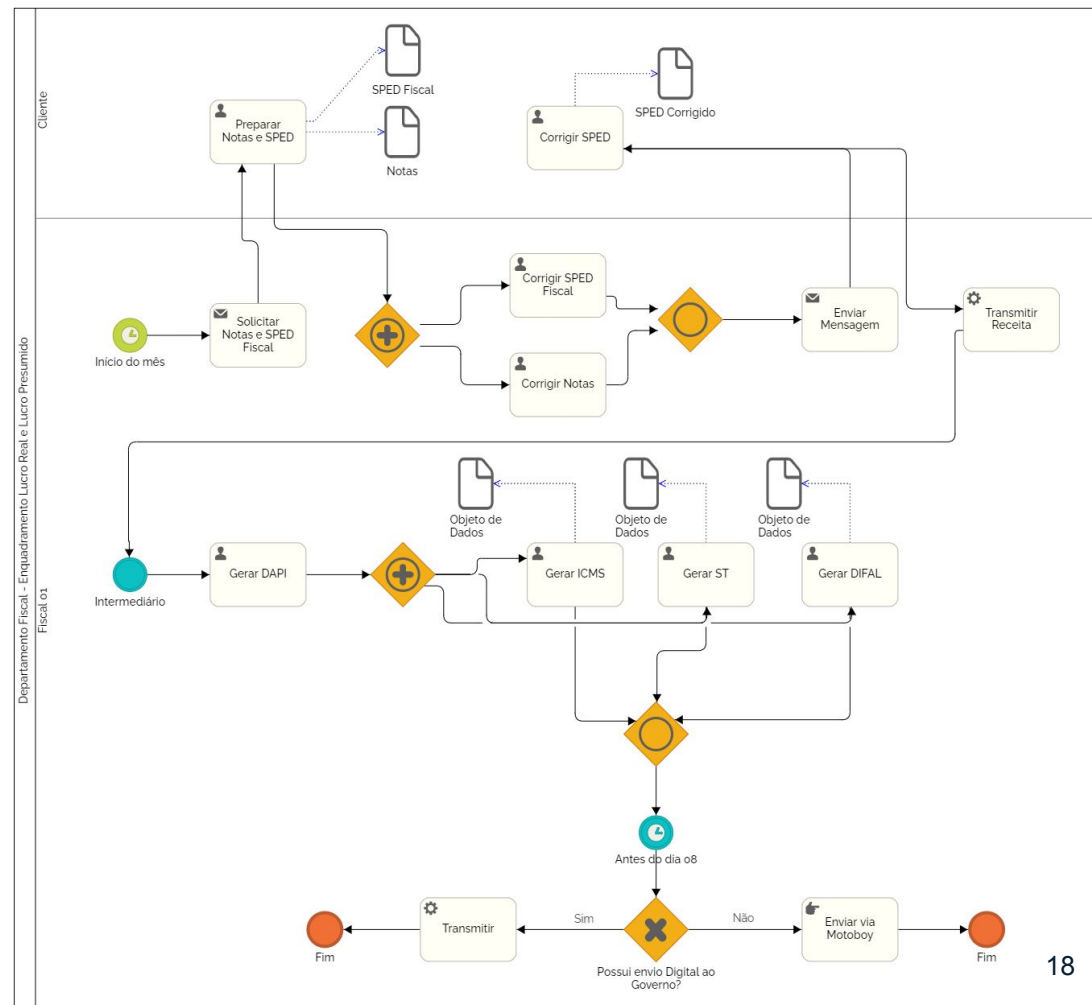 Departamento Fiscal - Enquadramento Lucro Real e Lucro Presumido
Cliente
SPED Fiscal
Preparar
Notas e SPED
Notas
Corrigir SPED
SPED Corrigido
Fiscal 01
Início do mês
Solicitar
Notas e SPED
Fiscal
Corrigir SPED
Fiscal
Corrigir Notas
Enviar
Mensagem
Transmitir
Receita
Objeto de
Dados
Objeto de
Dados
Objeto de
Dados
Intermediário
Gerar DAPI
Gerar ICMS
Gerar ST
Gerar DIFAL
Antes do dia 08
Fim
Transmitir
Sim
Possui envio Digital ao
Governo?
Não
Enviar via
Motoboy
Fim
18